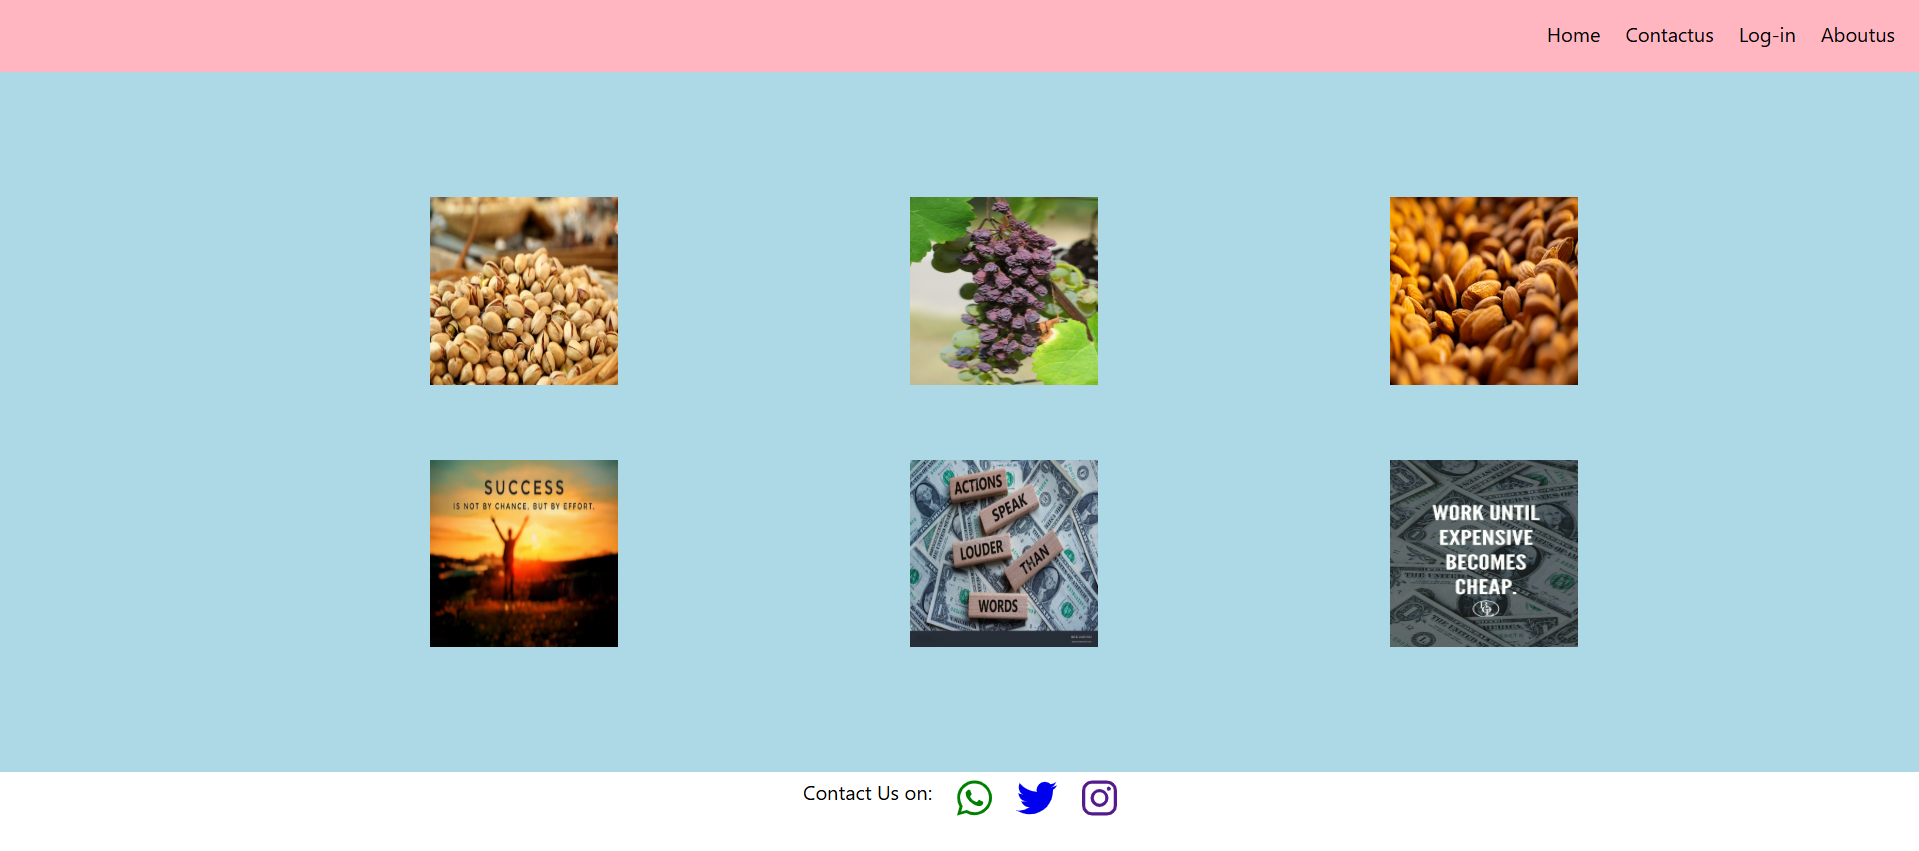 Home Contactus Log-in Aboutus
SUCCESS
IS NOT BY CHANCE, BUT BY EFFORT.
ACTIONS
SPEAK
LOUDER
THAN
WORDS
WORK UNTIL
EXPENSIVE
BECOMES
CHEAP.
Contact Us on: